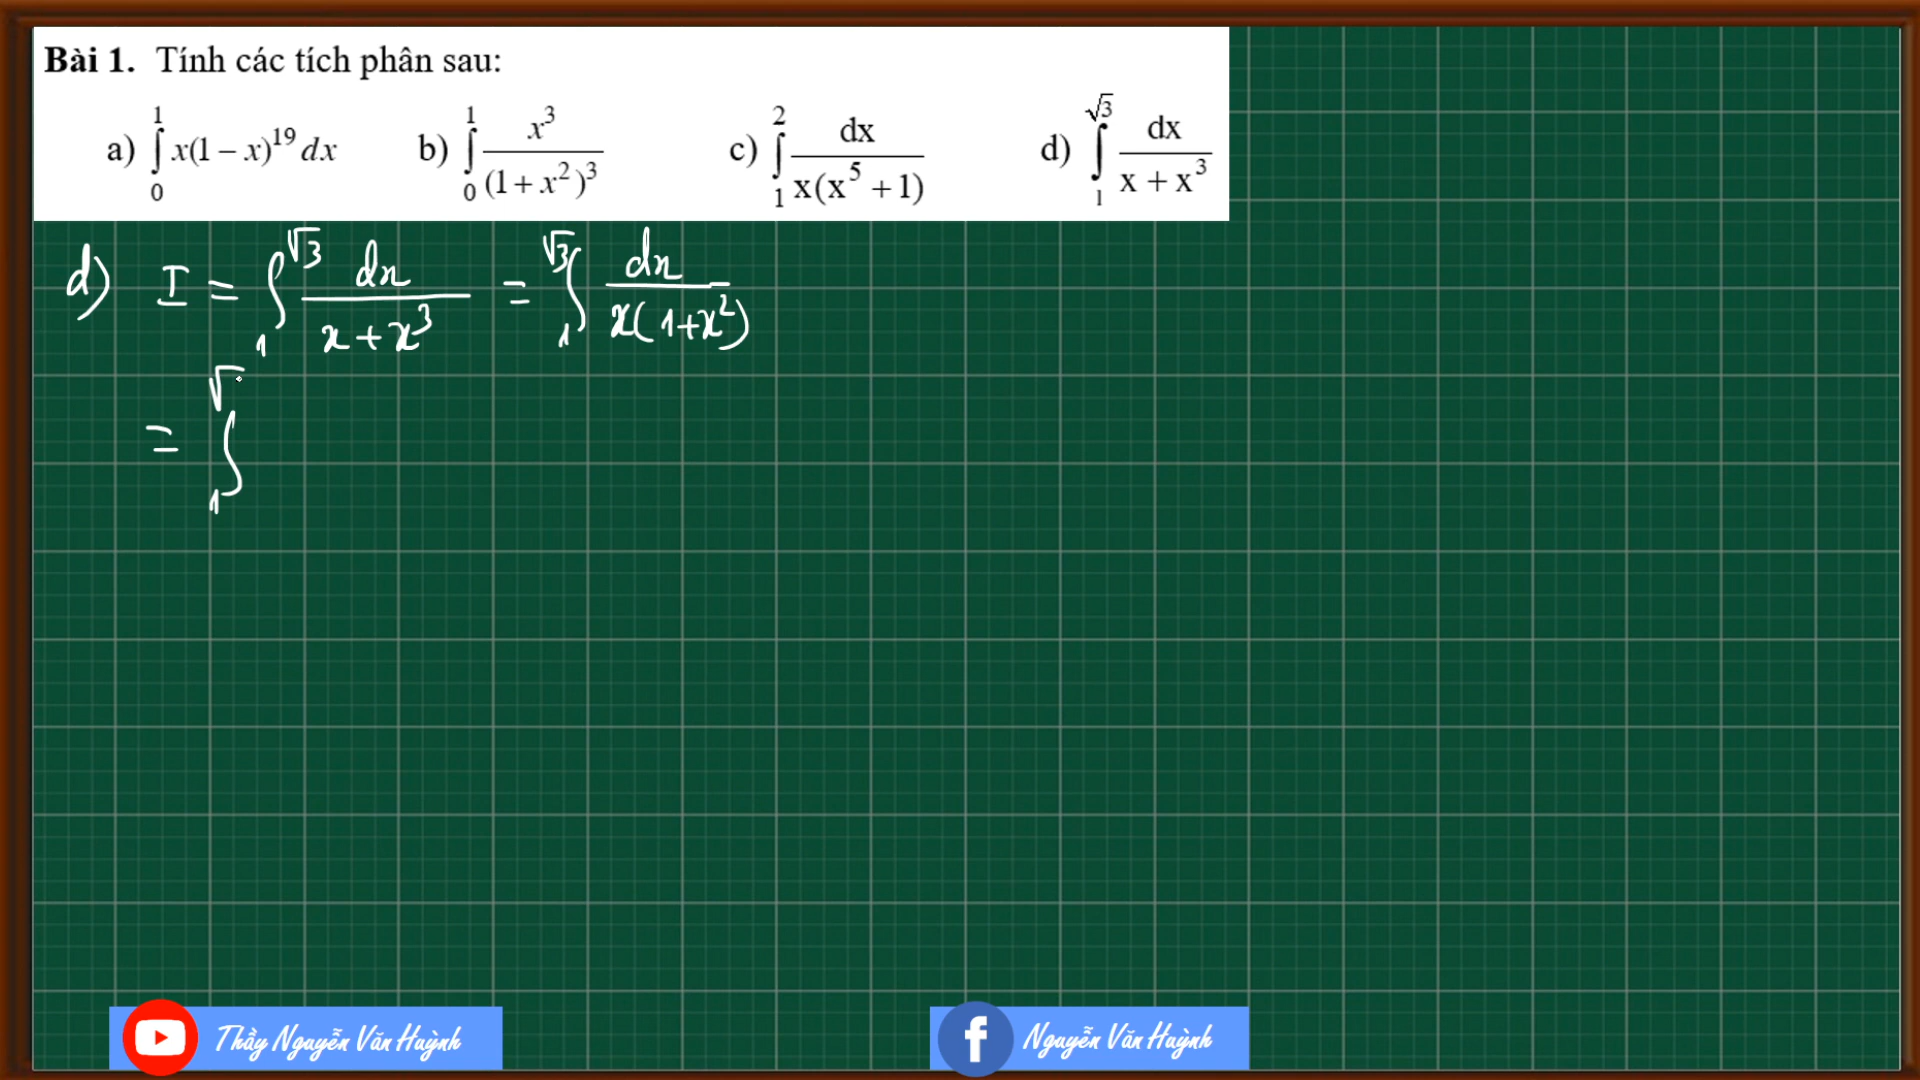 Bài 1. Tính các tích phân sau:
a) ∫₀¹ x(1 – x)¹⁹ dx b) ∫₀¹ x³/(1 + x²)³ c) ∫₁² dx/(x(x⁵ + 1)) d) ∫₁^√3 dx/(x + x³)
d) I = ∫₁^√3 dx/(x + x³) = ∫₁^√3 dx/(x(1+x²))
= ∫₁^√
Thầy Nguyễn Văn Huỳnh
f Nguyễn Văn Huỳnh